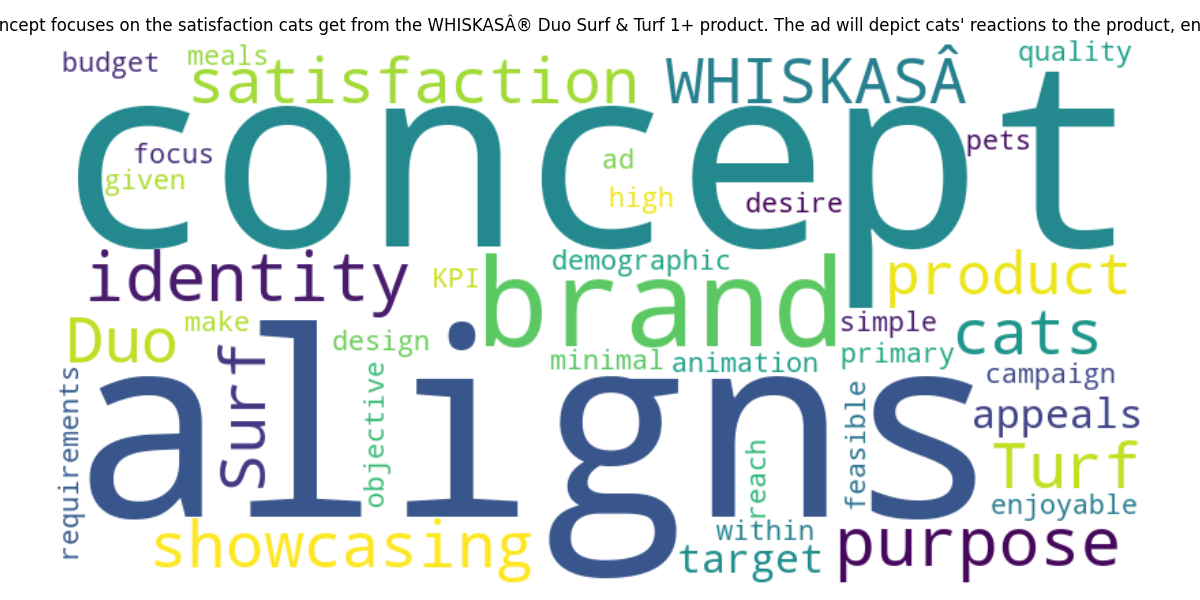 ncept focuses on the satisfaction cats get from the WHISKASÂ® Duo Surf & Turf 1+ product. The ad will depict cats' reactions to the product, en
budget
meals
satisfaction
WHISKASÂ
quality
concept
focus
given
ad
high
desire
pets
identity
KPI
brand
demographic
product
Duo
make
Surf
design
minimal
animation
simple
primary
cats
campaign
requirements
aligns
objective
reach
feasible
appeals
Turf
enjoyable
showcasing
within
target
purpose